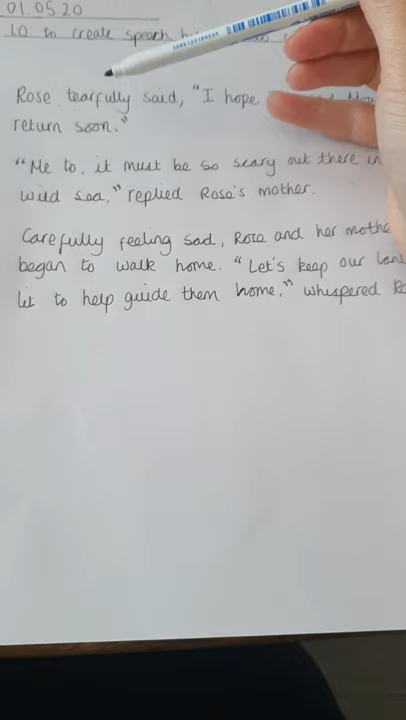 01.05.20
LO: to create speech
Rose tearfully said, "I hope
return soon."
"Me to, it must be so scary out there in
wild sea," replied Rose's mother.
Carefully feeling sad, Rose and her mothe
began to walk home. "Let's keep our lan
lit to help guide them home," whispered